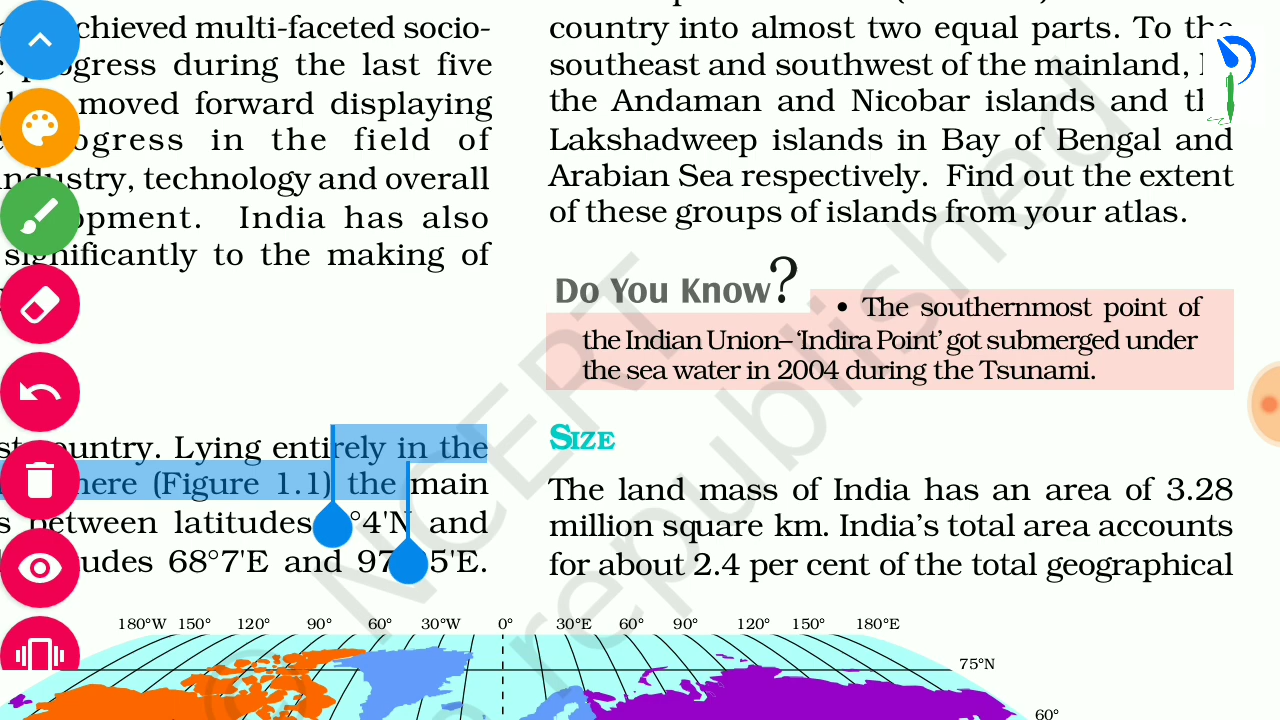 chieved multi-faceted socio-
gress during the last five
moved forward displaying
ogress in the field of
industry, technology and overall
opment. India has also
significantly to the making of
country. Lying entirely in the
here (Figure 1.1) the main
between latitudes °4'N and
udes 68°7'E and 97 5'E.
country into almost two equal parts. To the
southeast and southwest of the mainland,
the Andaman and Nicobar islands and
Lakshadweep islands in Bay of Bengal and
Arabian Sea respectively. Find out the extent
of these groups of islands from your atlas.
Do You Know?
• The southernmost point of
the Indian Union– 'Indira Point' got submerged under
the sea water in 2004 during the Tsunami.
SIZE
The land mass of India has an area of 3.28
million square km. India's total area accounts
for about 2.4 per cent of the total geographical
180°W 150° 120° 90° 60° 30°W 0° 30°E 60° 90° 120° 150° 180°E
75°N
60°
© NCERT
republished